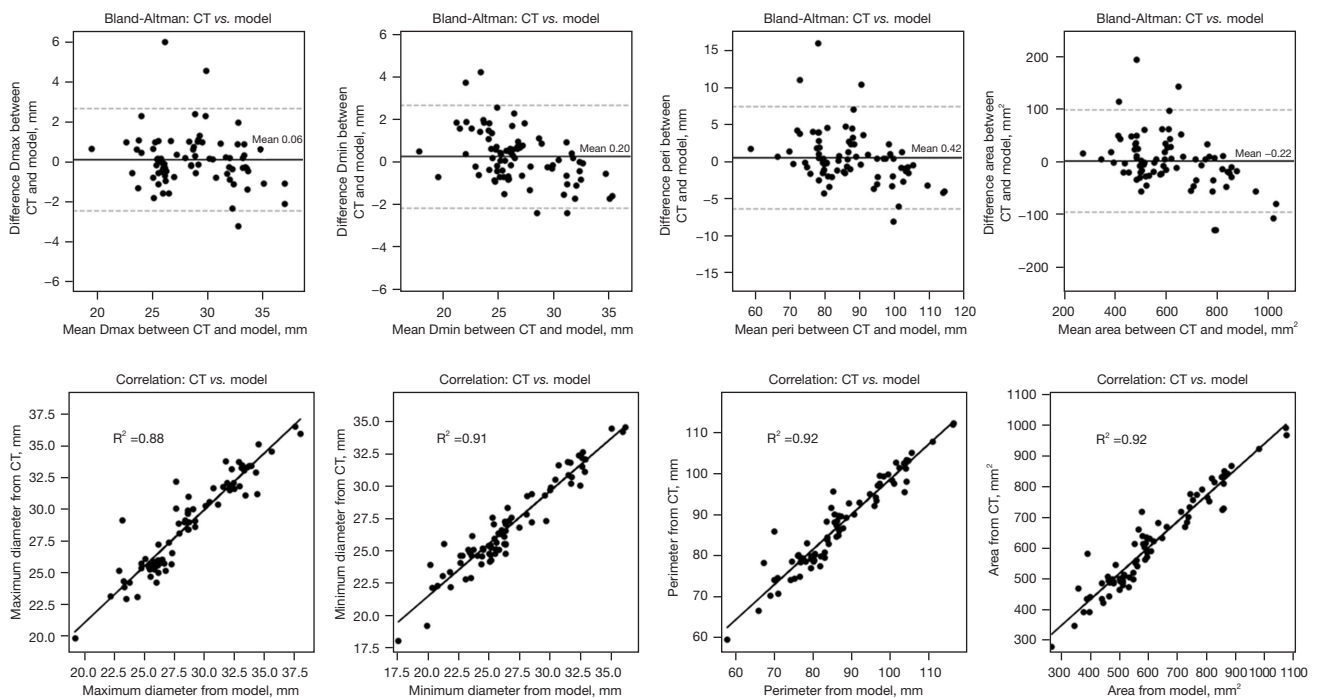 Bland-Altman: CT vs. model
Difference Dmax between
CT and model, mm
6
4
2
0
−2
−4
−6
Mean 0.06
20 25 30 35
Mean Dmax between CT and model, mm
Bland-Altman: CT vs. model
Difference Dmin between
CT and model, mm
6
4
2
0
−2
−4
−6
Mean 0.20
20 25 30 35
Mean Dmin between CT and model, mm
Bland-Altman: CT vs. model
Difference peri between
CT and model, mm
15
10
5
0
−5
−10
−15
Mean 0.42
60 70 80 90 100 110 120
Mean peri between CT and model, mm
Bland-Altman: CT vs. model
Difference area between
CT and model, mm²
200
100
0
−100
−200
Mean −0.22
200 400 600 800 1000
Mean area between CT and model, mm²
Correlation: CT vs. model
Maximum diameter from CT, mm
37.5
35.0
32.5
30.0
27.5
25.0
22.5
20.0
R² =0.88
20.0 22.5 25.0 27.5 30.0 32.5 35.0 37.5
Maximum diameter from model, mm
Correlation: CT vs. model
Minimum diameter from CT, mm
35.0
32.5
30.0
27.5
25.0
22.5
20.0
17.5
R² =0.91
17.5 20.0 22.5 25.0 27.5 30.0 32.5 35.0
Minimum diameter from model, mm
Correlation: CT vs. model
Perimeter from CT, mm
110
100
90
80
70
60
R² =0.92
60 70 80 90 100 110
Perimeter from model, mm
Correlation: CT vs. model
Area from CT, mm²
1100
1000
900
800
700
600
500
400
300
R² =0.92
300 400 500 600 700 800 900 1000 1100
Area from model, mm²